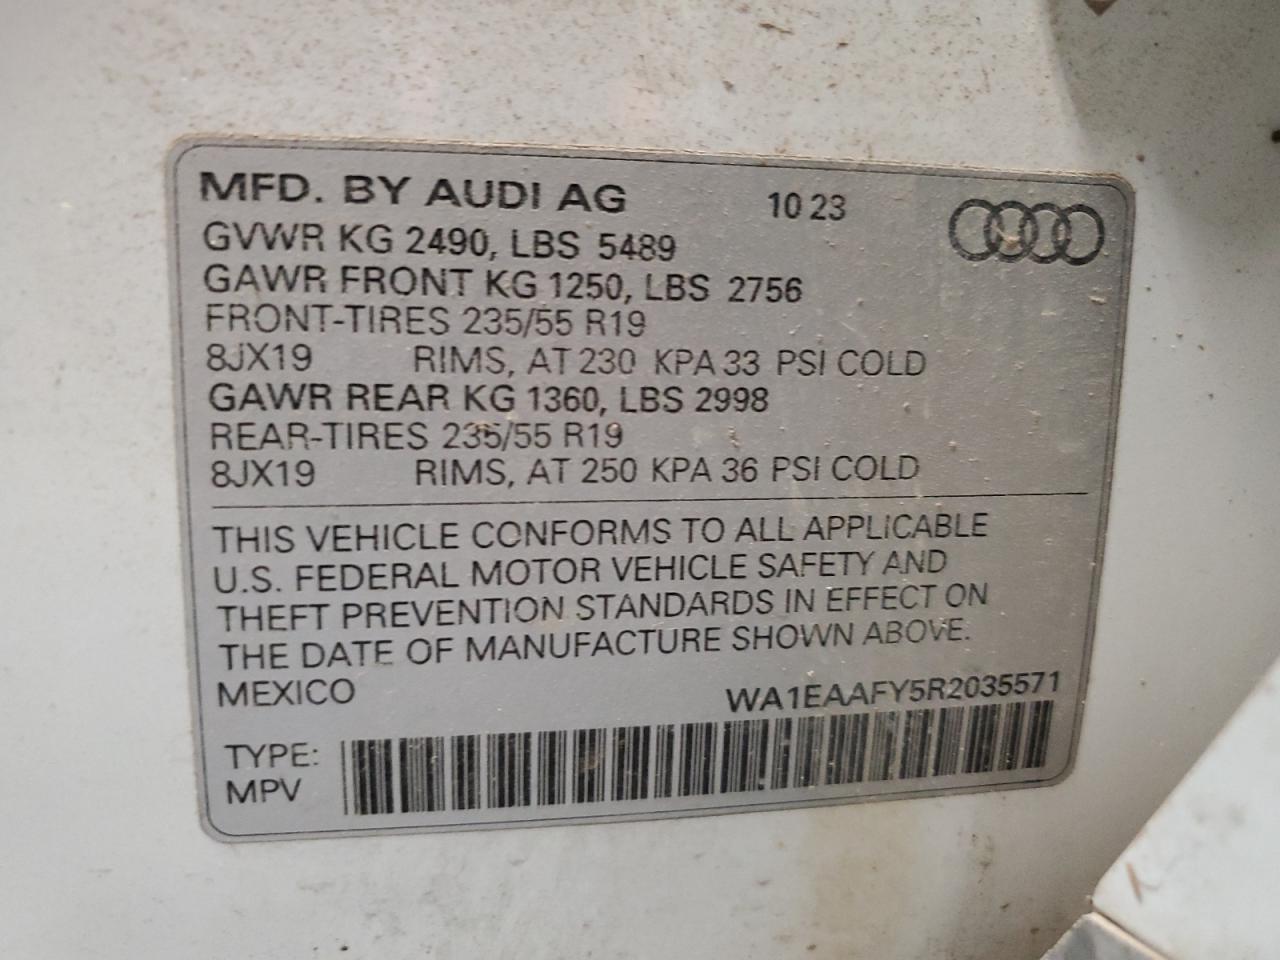 MFD. BY AUDI AG 10 23
GVWR KG 2490, LBS 5489
GAWR FRONT KG 1250, LBS 2756
FRONT-TIRES 235/55 R19
8JX19 RIMS, AT 230 KPA 33 PSI COLD
GAWR REAR KG 1360, LBS 2998
REAR-TIRES 235/55 R19
8JX19 RIMS, AT 250 KPA 36 PSI COLD
THIS VEHICLE CONFORMS TO ALL APPLICABLE
U.S. FEDERAL MOTOR VEHICLE SAFETY AND
THEFT PREVENTION STANDARDS IN EFFECT ON
THE DATE OF MANUFACTURE SHOWN ABOVE.
MEXICO WA1EAAFY5R2035571
TYPE:
MPV